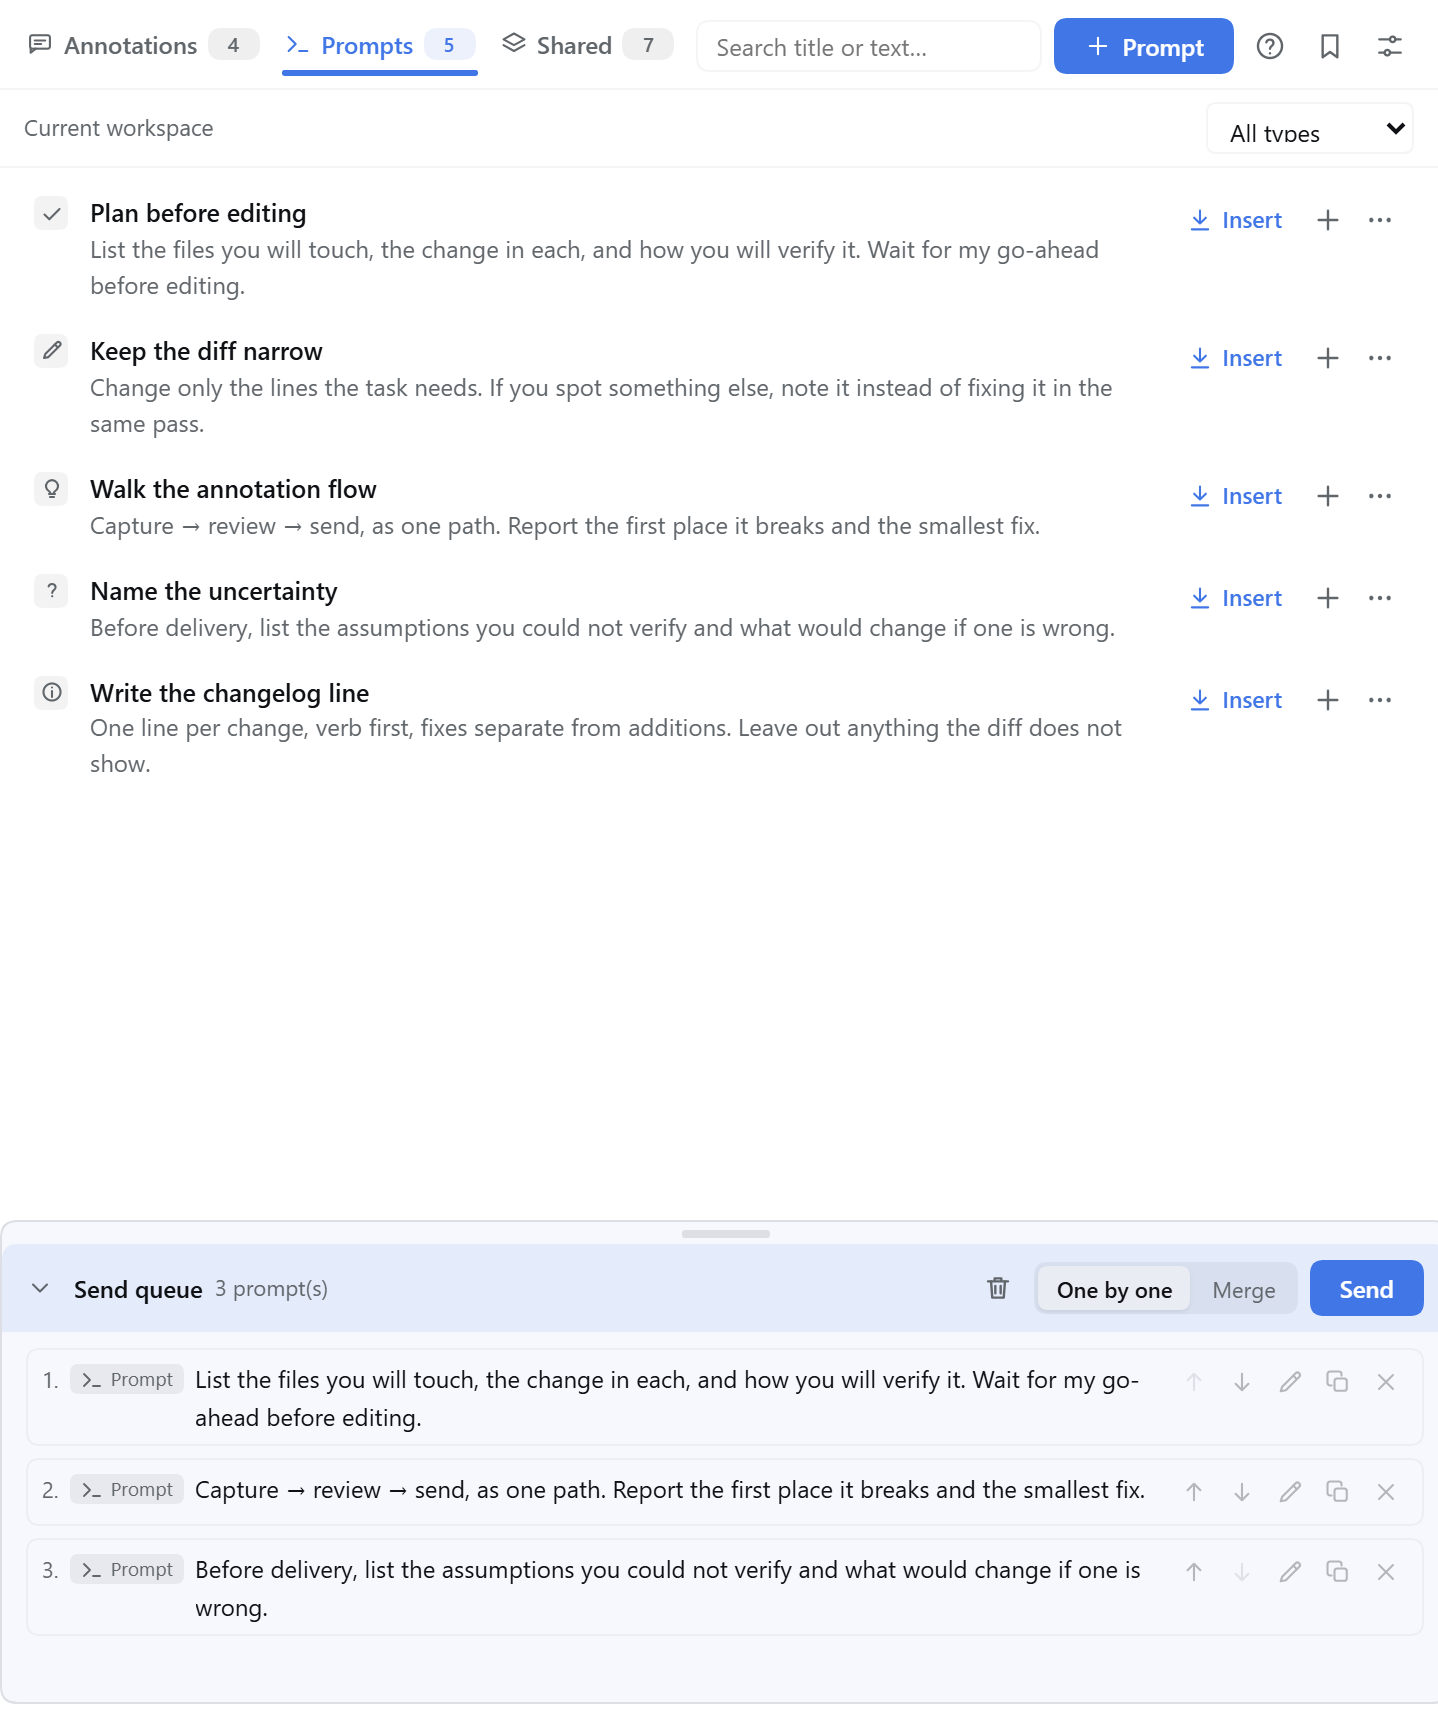 Annotations 4 Prompts 5 Shared 7 Search title or text... Prompt
Current workspace All types
Plan before editing Insert
List the files you will touch, the change in each, and how you will verify it. Wait for my go-ahead
before editing.
Keep the diff narrow Insert
Change only the lines the task needs. If you spot something else, note it instead of fixing it in the
same pass.
Walk the annotation flow Insert
Capture → review → send, as one path. Report the first place it breaks and the smallest fix.
Name the uncertainty Insert
Before delivery, list the assumptions you could not verify and what would change if one is wrong.
Write the changelog line Insert
One line per change, verb first, fixes separate from additions. Leave out anything the diff does not
show.
Send queue 3 prompt(s) One by one Merge Send
1. Prompt List the files you will touch, the change in each, and how you will verify it. Wait for my go-
ahead before editing.
2. Prompt Capture → review → send, as one path. Report the first place it breaks and the smallest fix.
3. Prompt Before delivery, list the assumptions you could not verify and what would change if one is
wrong.